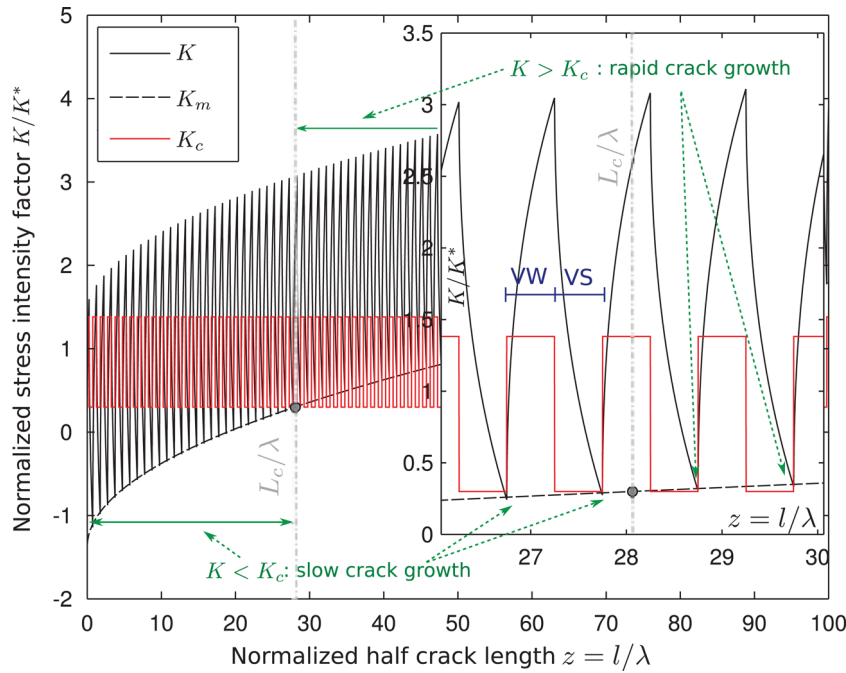 Normalized stress intensity factor K/K*
5
4
3
2
1
0
-1
-2
K
K_m
K_c
K > K_c : rapid crack growth
L_c/λ
K < K_c: slow crack growth
3.5
3
2.5
2
1.5
1
0.5
0
K/K*
L_c/λ
VW VS
z = l/λ
27 28 29 30
0 10 20 30 40 50 60 70 80 90 100
Normalized half crack length z = l/λ